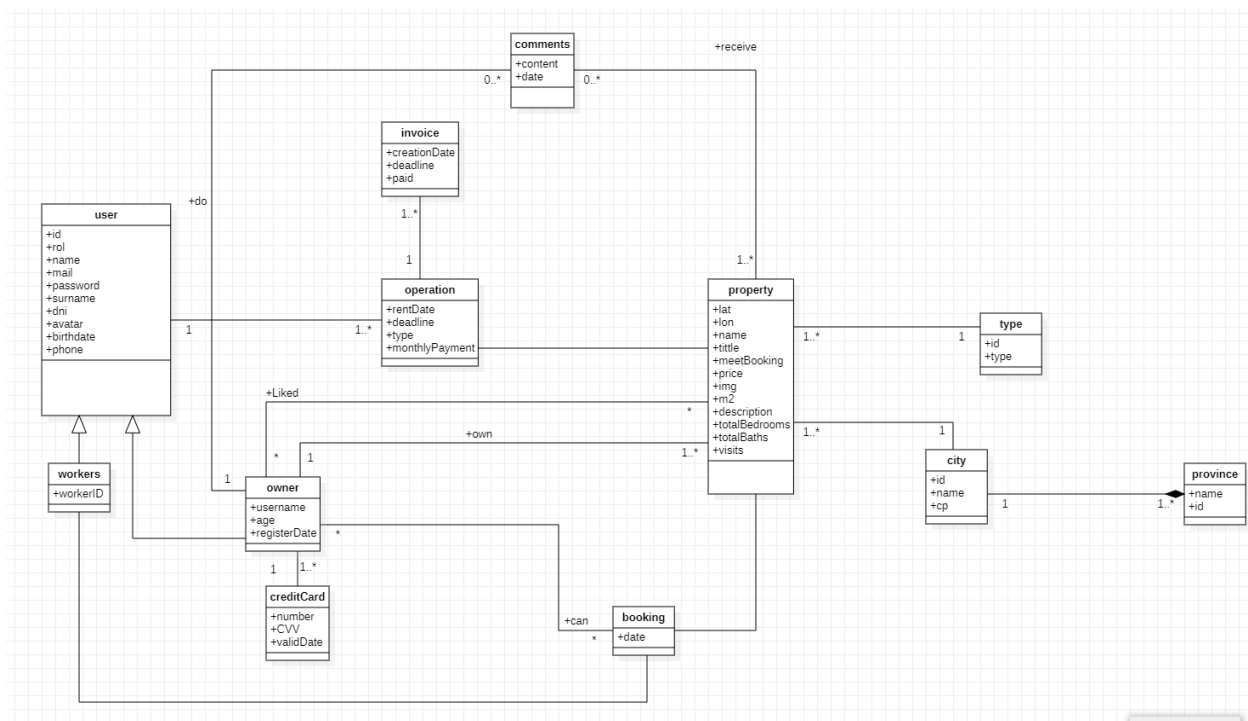 comments
+content
+date
+receive
0..*
0..*
invoice
+creationDate
+deadline
+paid
+do
1..*
user
+id
+rol
+name
+mail
+password
+surname
+dni
+avatar
+birthdate
+phone
1
1..*
operation
+rentDate
+deadline
+type
+monthlyPayment
1
1..*
property
+lat
+lon
+name
+tittle
+meetBooking
+price
+img
+m2
+description
+totalBedrooms
+totalBaths
+visits
1..*
1
type
+id
+type
+Liked
*
*
+own
1
1..*
1..*
1
city
+id
+name
+cp
1
1..*
province
+name
+id
workers
+workerID
1
owner
+username
+age
+registerDate
*
1
1..*
creditCard
+number
+CVV
+validDate
+can
*
booking
+date